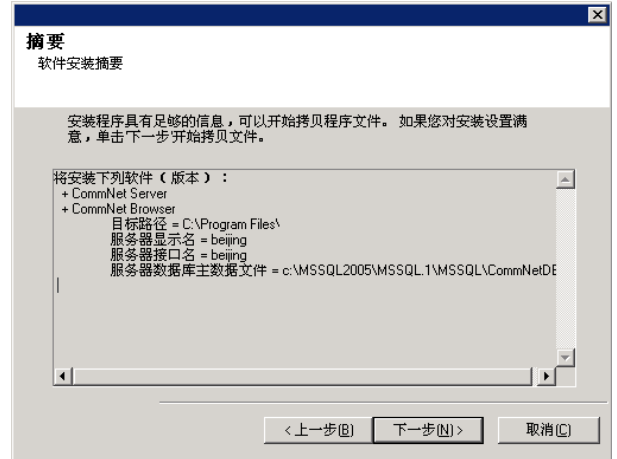 摘要
软件安装摘要
安装程序具有足够的信息，可以开始拷贝程序文件。 如果您对安装设置满
意，单击'下一步'开始拷贝文件。
将安装下列软件（版本）：
+ CommNet Server
+ CommNet Browser
目标路径 = C:\Program Files\
服务器显示名 = beijing
服务器接口名 = beijing
服务器数据库主数据文件 = c:\MSSQL2005\MSSQL.1\MSSQL\CommNetDE
<上一步(B) 下一步(N)> 取消(C)